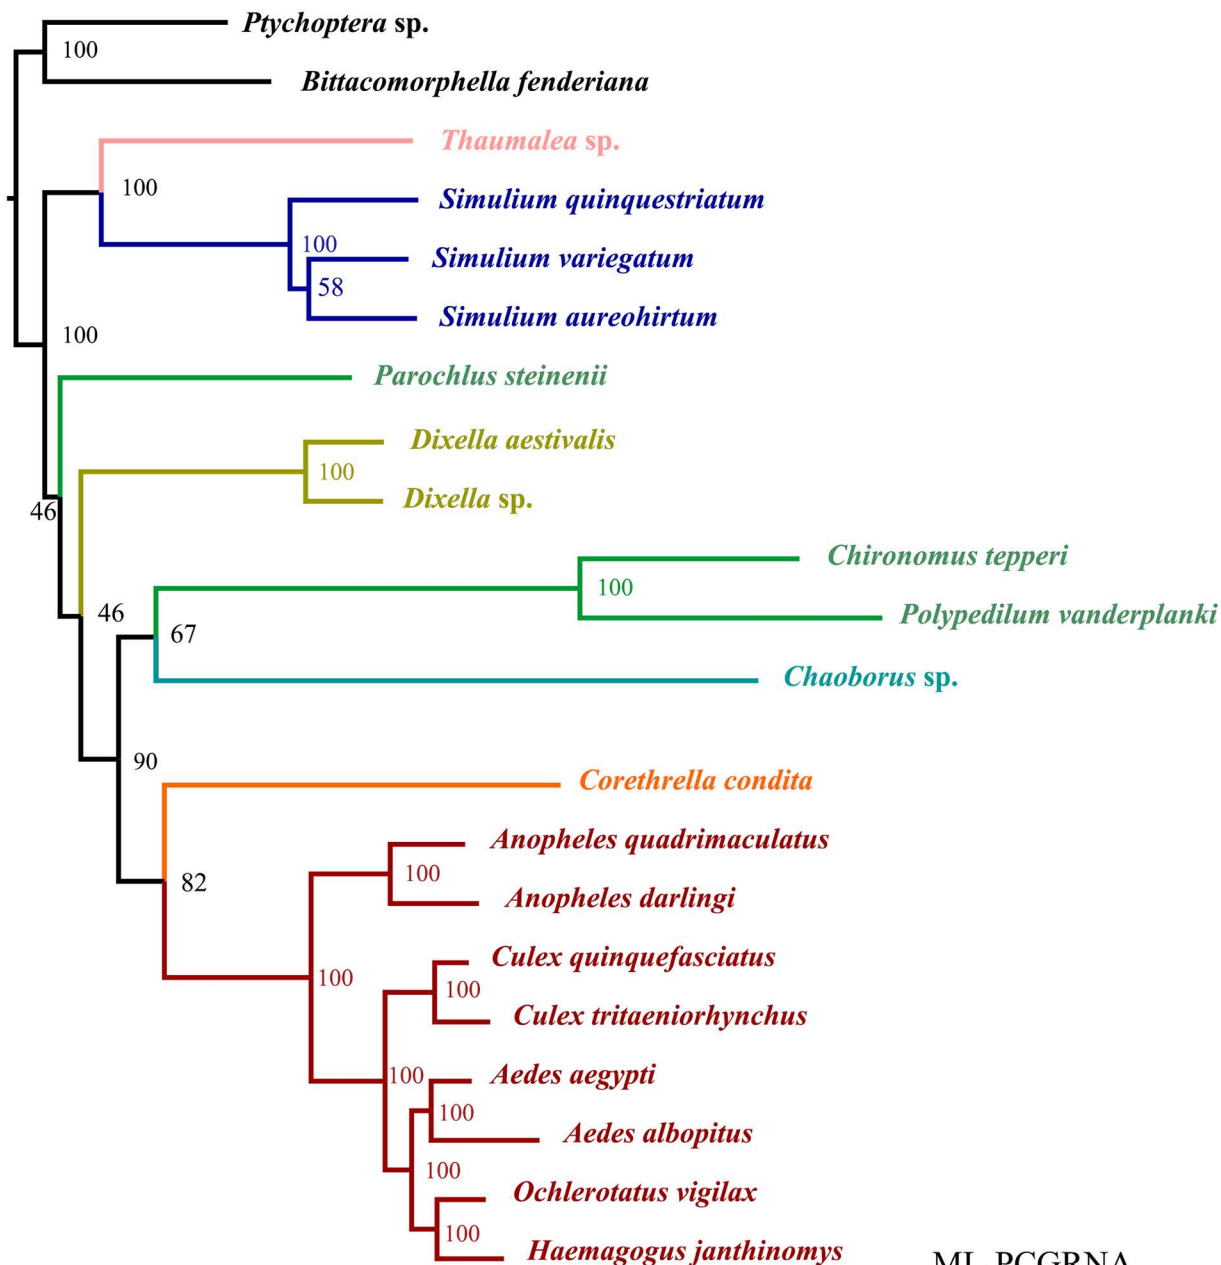 Ptychoptera sp.
100
Bittacomorphella fenderiana
Thaumalea sp.
100
Simulium quinquestriatum
100
Simulium variegatum
58
Simulium aureohirtum
100
Parochlus steinenii
Dixella aestivalis
100
Dixella sp.
46
Chironomus tepperi
100
46
Polypedilum vanderplanki
67
Chaoborus sp.
90
Corethrella condita
Anopheles quadrimaculatus
100
82
Anopheles darlingi
Culex quinquefasciatus
100
100
Culex tritaeniorhynchus
100
Aedes aegypti
100
Aedes albopitus
100
Ochlerotatus vigilax
100
Haemagogus janthinomys
ML-PCGRNA